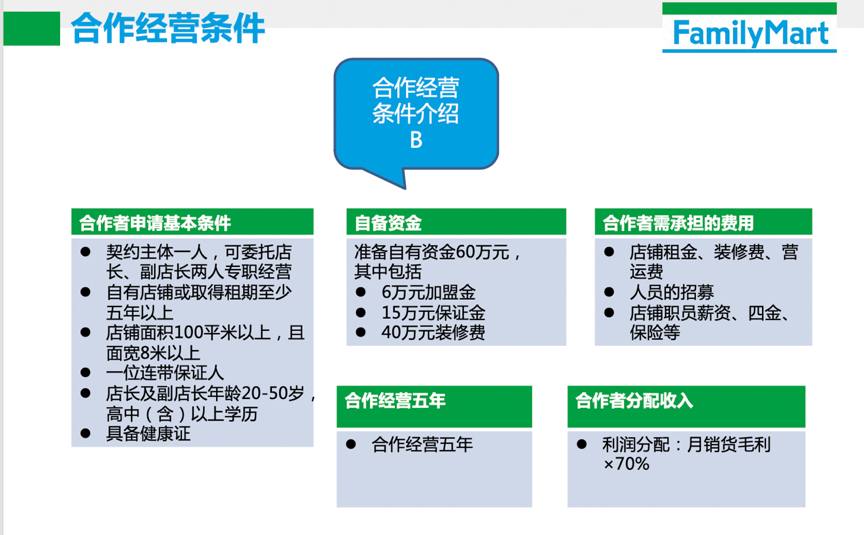 合作经营条件
FamilyMart
合作经营
条件介绍
B
合作者申请基本条件
● 契约主体一人，可委托店
长、副店长两人专职经营
● 自有店铺或取得租期至少
五年以上
● 店铺面积100平米以上，且
面宽8米以上
● 一位连带保证人
● 店长及副店长年龄20-50岁，
高中（含）以上学历
● 具备健康证
自备资金
准备自有资金60万元，
其中包括
● 6万元加盟金
● 15万元保证金
● 40万元装修费
合作者需承担的费用
● 店铺租金、装修费、营
运费
● 人员的招募
● 店铺职员薪资、四金、
保险等
合作经营五年
● 合作经营五年
合作者分配收入
● 利润分配：月销货毛利
×70%